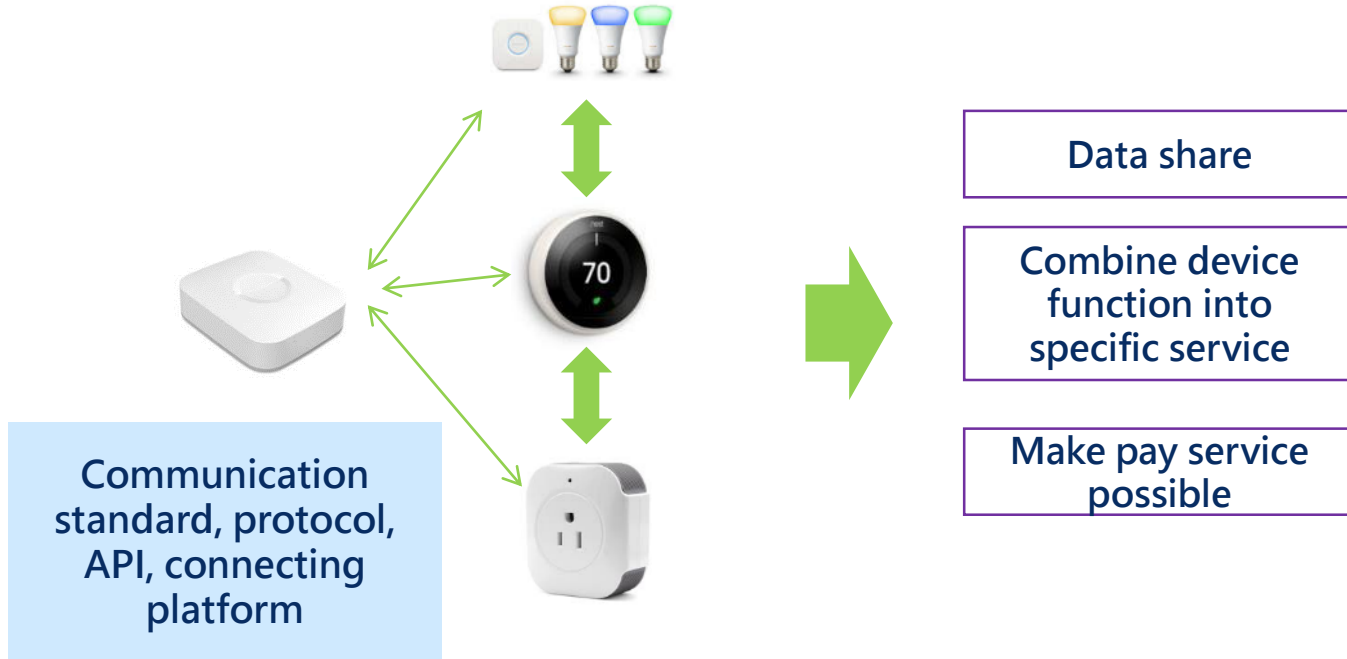 Data share
Combine device
function into
specific service
Make pay service
possible
70
Communication
standard, protocol,
API, connecting
platform